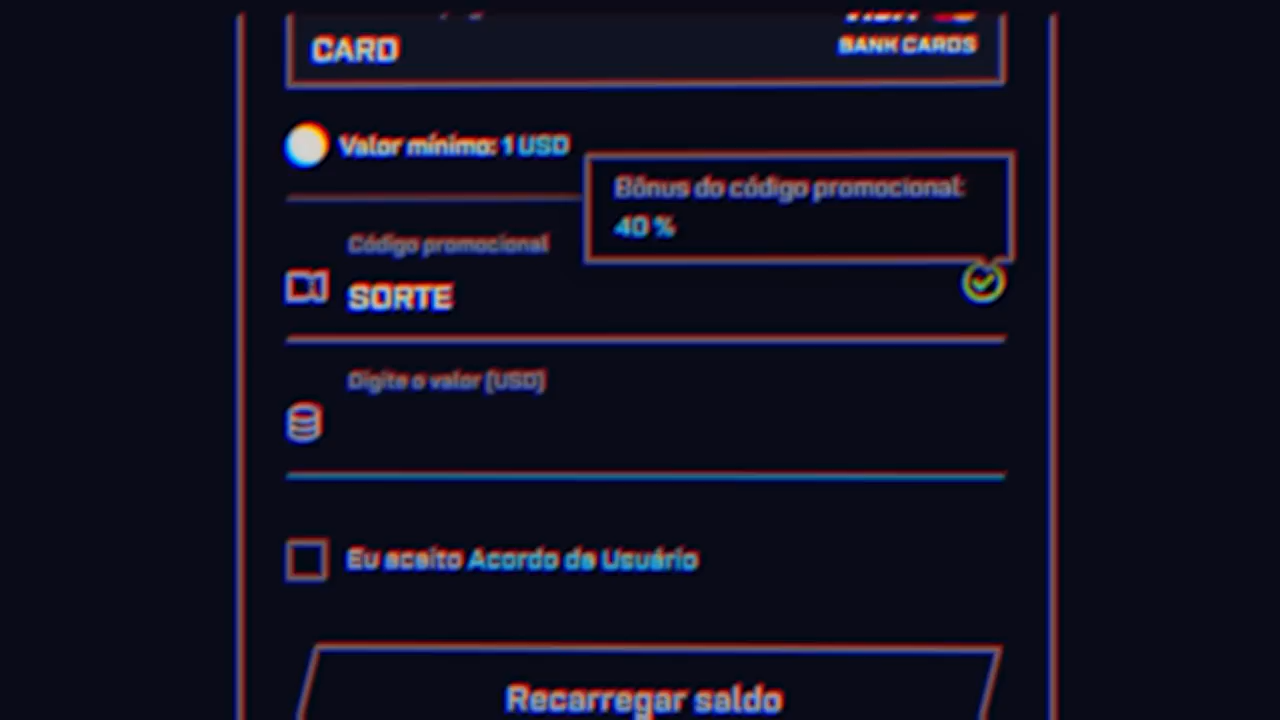 CARD
BANK CARDS
Valor mínimo: 1 USD
Bônus do código promocional:
40 %
Código promocional
SORTE
Digite o valor (USD)
Eu aceito Acordo de Usuário
Recarregar saldo